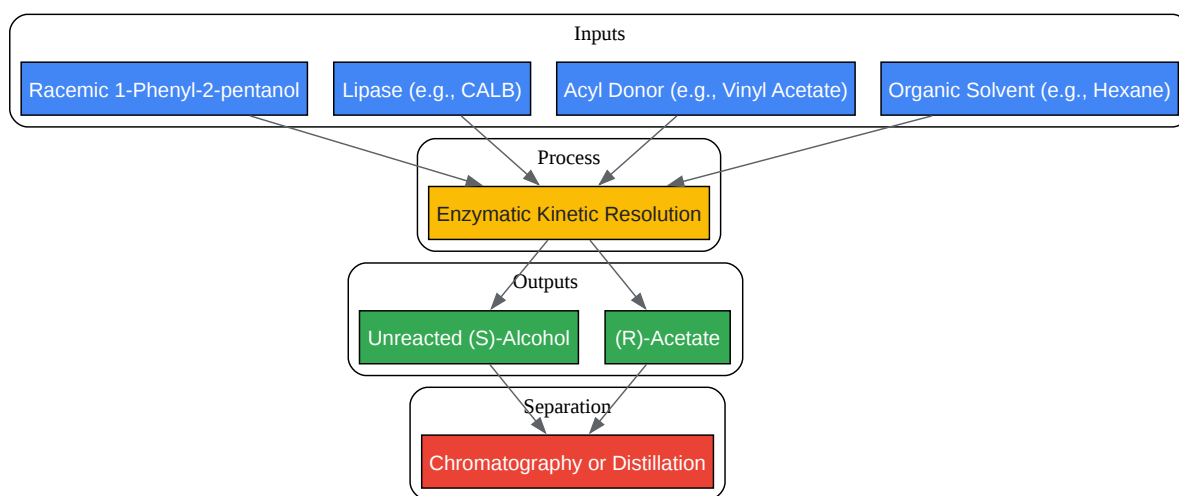 Inputs
Racemic 1-Phenyl-2-pentanol
Lipase (e.g., CALB)
Acyl Donor (e.g., Vinyl Acetate)
Organic Solvent (e.g., Hexane)
Process
Enzymatic Kinetic Resolution
Outputs
Unreacted (S)-Alcohol
(R)-Acetate
Separation
Chromatography or Distillation